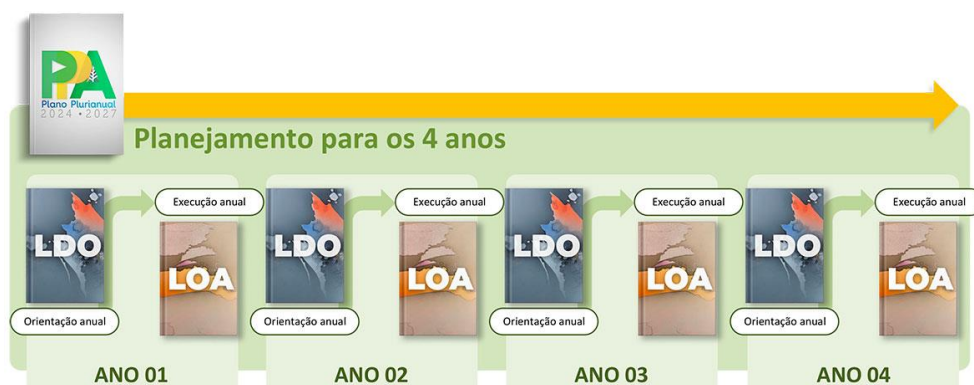 PPA
Plano Plurianual
2024 • 2027
Planejamento para os 4 anos
LDO
Orientação anual
Execução anual
LOA
ANO 01
LDO
Orientação anual
Execução anual
LOA
ANO 02
LDO
Orientação anual
Execução anual
LOA
ANO 03
LDO
Orientação anual
Execução anual
LOA
ANO 04